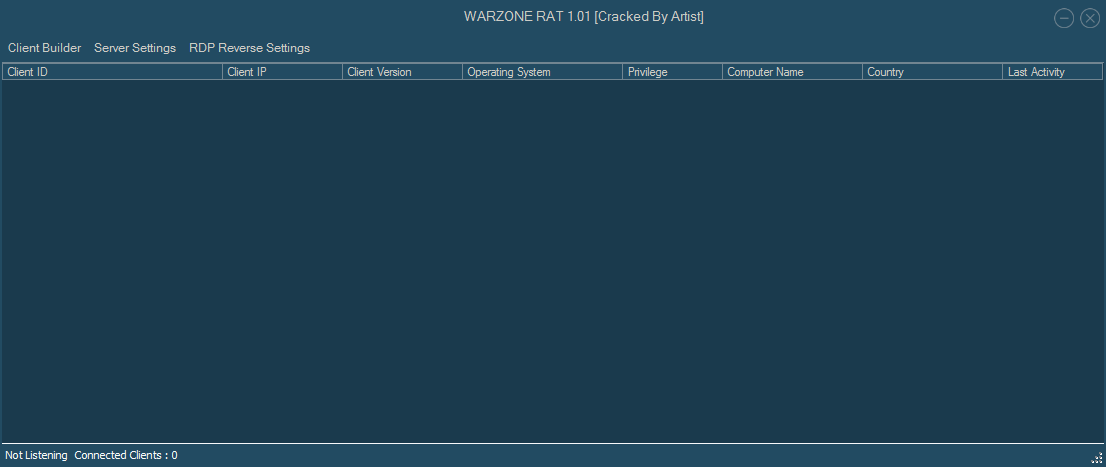 WARZONE RAT 1.01 [Cracked By Artist]
Client Builder Server Settings RDP Reverse Settings
Client ID Client IP Client Version Operating System Privilege Computer Name Country Last Activity
Not Listening Connected Clients : 0